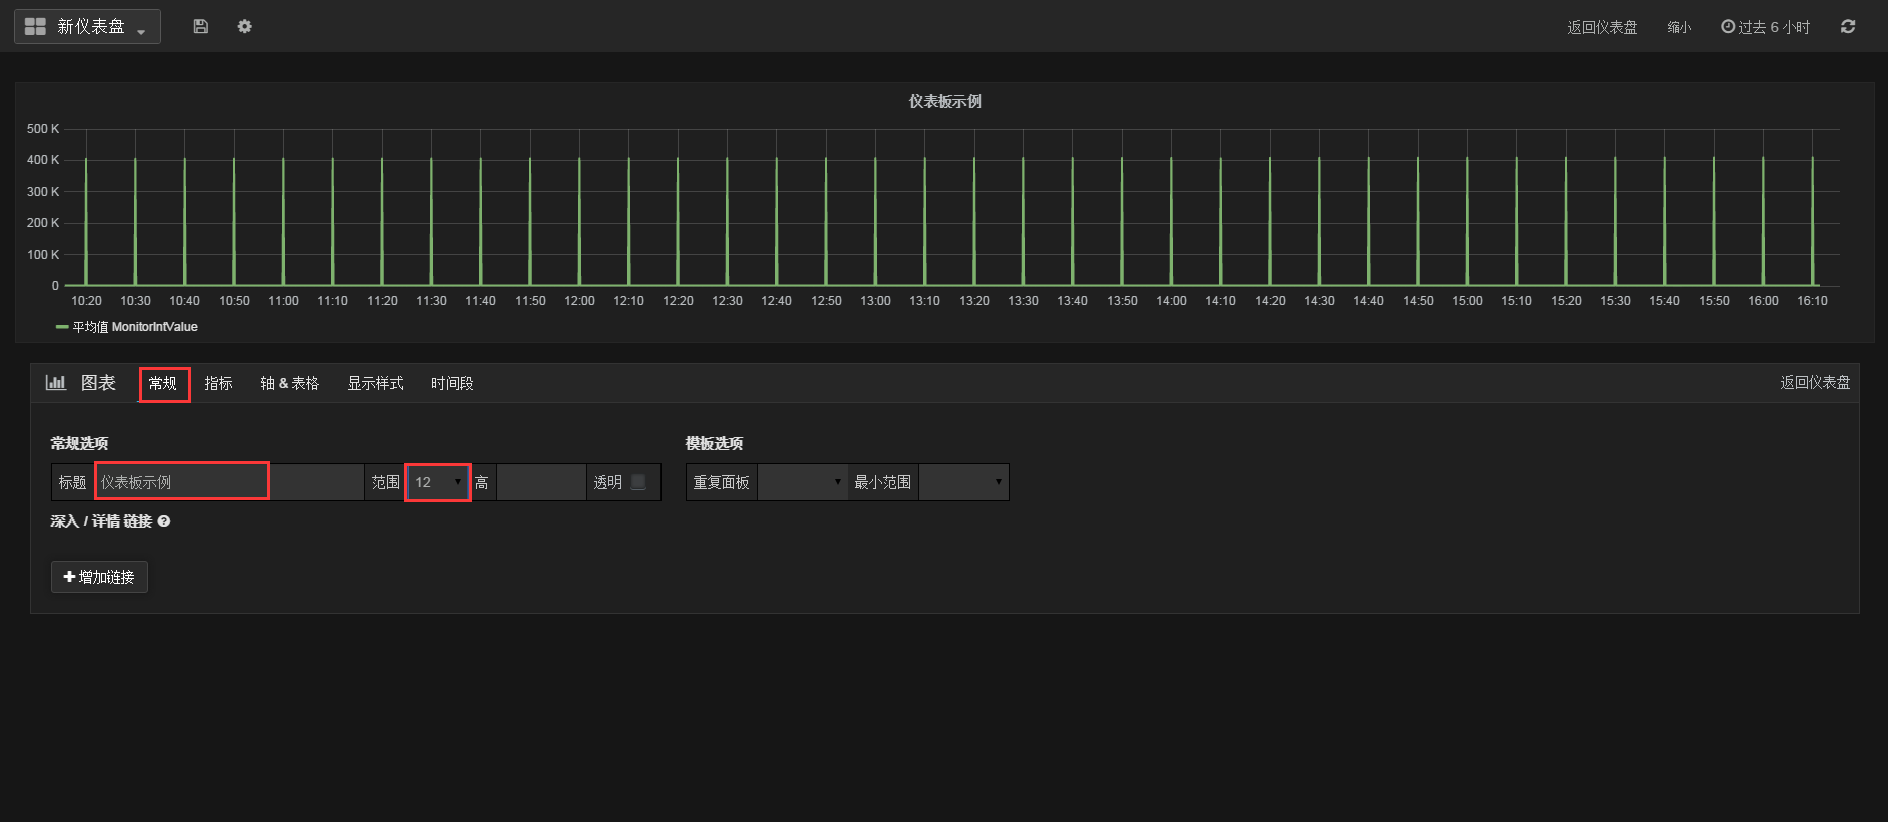 新仪表盘
返回仪表盘 缩小 过去 6 小时
仪表板示例
500 K
400 K
300 K
200 K
100 K
0
10:20 10:30 10:40 10:50 11:00 11:10 11:20 11:30 11:40 11:50 12:00 12:10 12:20 12:30 12:40 12:50 13:00 13:10 13:20 13:30 13:40 13:50 14:00 14:10 14:20 14:30 14:40 14:50 15:00 15:10 15:20 15:30 15:40 15:50 16:00 16:10
平均值 MonitorIntValue
图表 常规 指标 轴 & 表格 显示样式 时间段 返回仪表盘
常规选项 模板选项
标题 仪表板示例 范围 12 高 透明 重复面板 最小范围
深入 / 详情 链接
增加链接